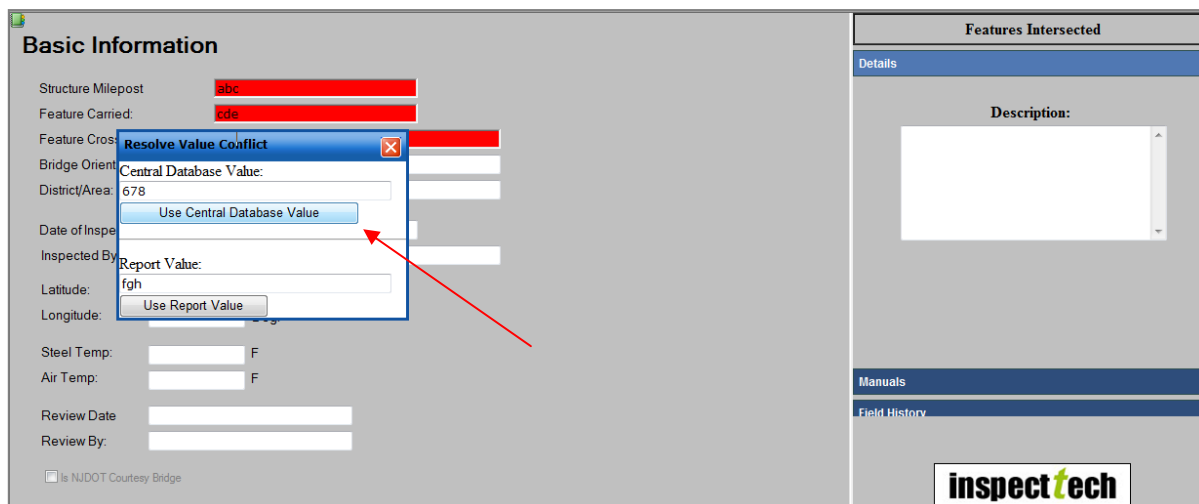 Basic Information
Structure Milepost abc
Feature Carried: cde
Feature Cros
Bridge Orient
District/Area:
Date of Inspe
Inspected By
Latitude:
Longitude:
Steel Temp: F
Air Temp: F
Review Date
Review By:
Is NJDOT Courtesy Bridge
Resolve Value Conflict
Central Database Value:
678
Use Central Database Value
Report Value:
fgh
Use Report Value
Features Intersected
Details
Description:
Manuals
Field History
inspecttech